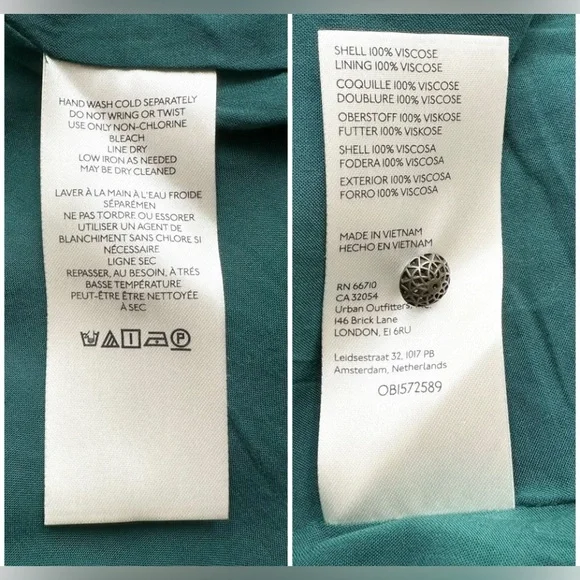 HAND WASH COLD SEPARATELY
DO NOT WRING OR TWIST
USE ONLY NON-CHLORINE
BLEACH
LINE DRY
LOW IRON AS NEEDED
MAY BE DRY CLEANED
LAVER À LA MAIN À L'EAU FROIDE
SÉPARÉMEN
NE PAS TORDRE OU ESSORER
UTILISER UN AGENT DE
BLANCHIMENT SANS CHLORE SI
NÉCESSAIRE
LIGNE SEC
REPASSER, AU BESOIN, À TRÉS
BASSE TEMPÉRATURE
PEUT-ÊTRE ÊTRE NETTOYÉE
À SEC
SHELL 100% VISCOSE
LINING 100% VISCOSE
COQUILLE 100% VISCOSE
DOUBLURE 100% VISCOSE
OBERSTOFF 100% VISKOSE
FUTTER 100% VISKOSE
SHELL 100% VISCOSA
FODERA 100% VISCOSA
EXTERIOR 100% VISCOSA
FORRO 100% VISCOSA
MADE IN VIETNAM
HECHO EN VIETNAM
RN 66710
CA 32054
Urban Outfitters,
146 Brick Lane
LONDON, E1 6RU
Leidsestraat 32, 1017 PB
Amsterdam, Netherlands
OB1572589